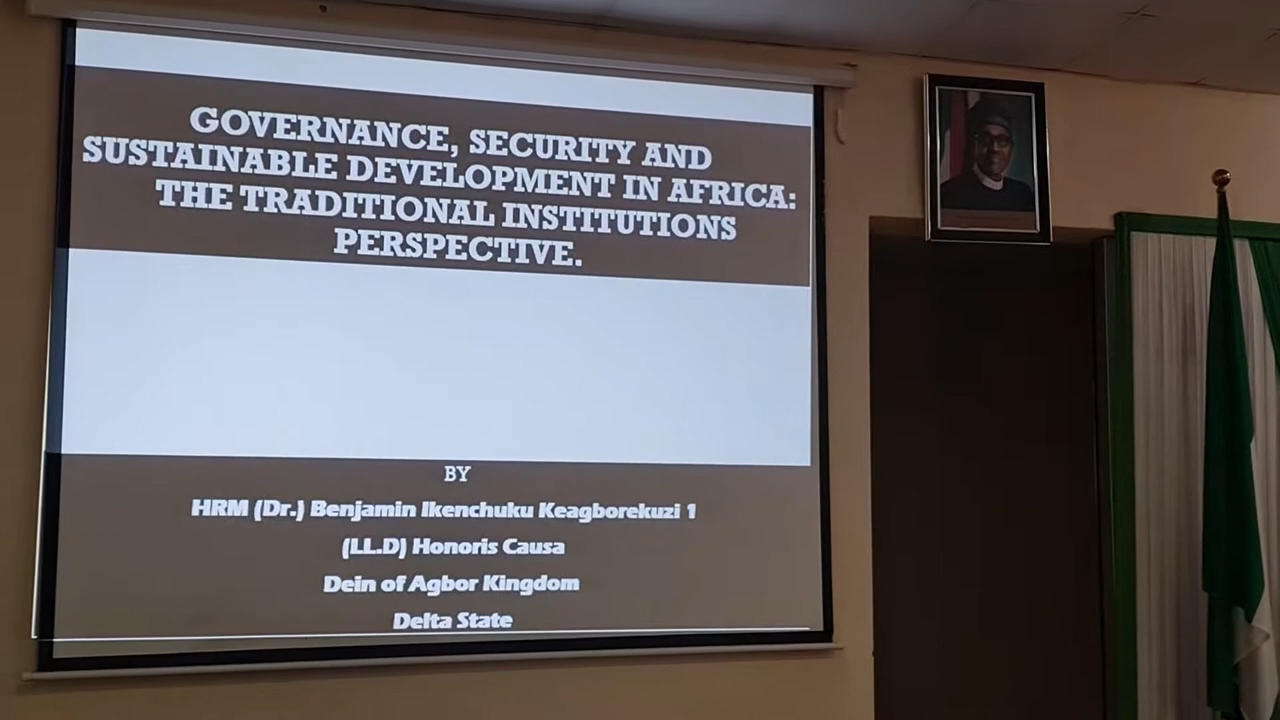 GOVERNANCE, SECURITY AND
SUSTAINABLE DEVELOPMENT IN AFRICA:
THE TRADITIONAL INSTITUTIONS
PERSPECTIVE.
BY
HRM (Dr.) Benjamin Ikenchuku Keagborekuzi 1
(LL.D) Honoris Causa
Dein of Agbor Kingdom
Delta State